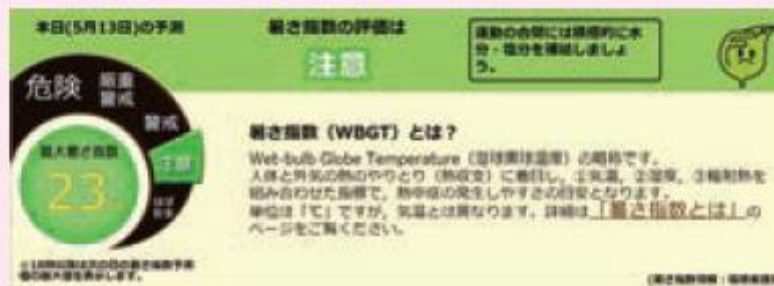 本日(5月13日)の予測
暑さ指数の評価は
注意
運動の合間には積極的に水
分・塩分を補給しましょ
う。
危険
厳重
警戒
警戒
注意
ほぼ
安全
最大暑さ指数
23
暑さ指数（WBGT）とは？
Wet-bulb Globe Temperature（湿球黒球温度）の略称です。
人体と外気の熱のやりとり（熱収支）に着目し、①気温、②湿度、③輻射熱を
組み合わせた指標で、熱中症の発生しやすさの目安となります。
単位は「℃」ですが、気温とは異なります。詳細は「暑さ指数とは」の
ページをご覧ください。